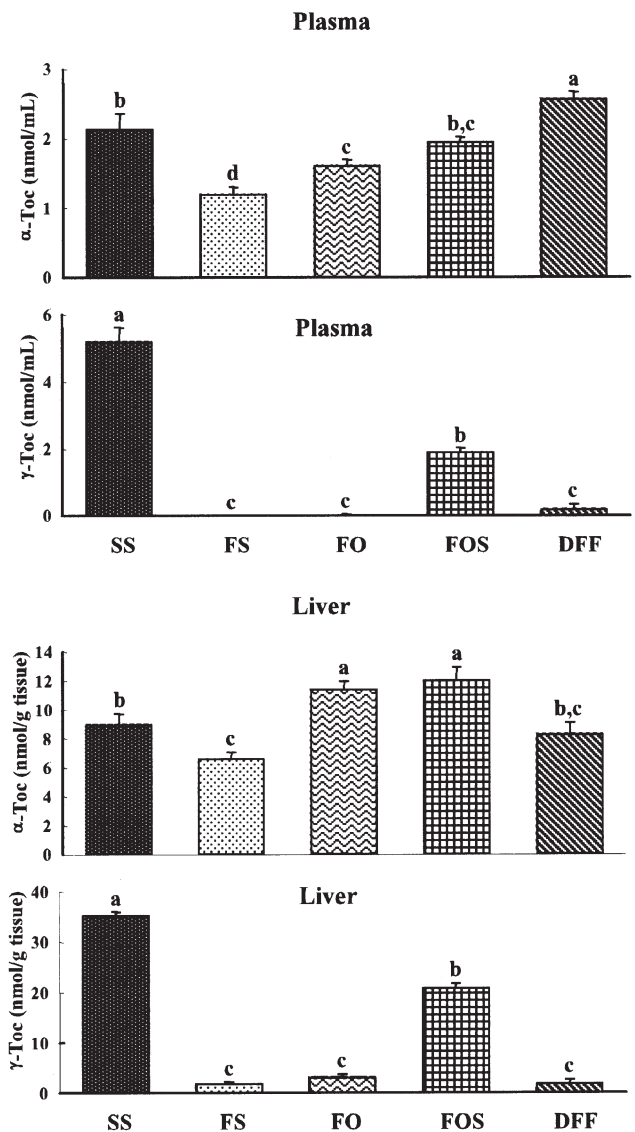 Plasma
α-Toc (nmol/mL)
3
2
1
0
b
d
c
b,c
a
Plasma
γ-Toc (nmol/mL)
6
4
2
0
a
c
c
b
c
SS FS FO FOS DFF
Liver
α-Toc (nmol/g tissue)
14
12
10
8
6
4
2
0
b
c
a
a
b,c
Liver
γ-Toc (nmol/g tissue)
40
30
20
10
0
a
c
c
b
c
SS FS FO FOS DFF